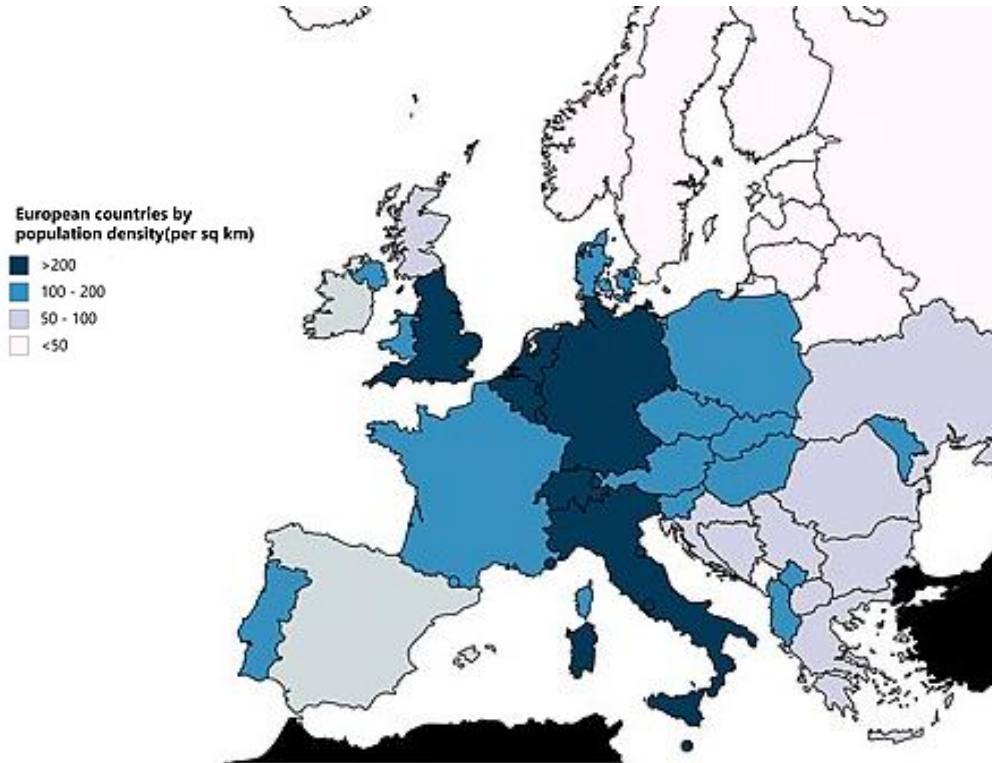 European countries by
population density(per sq km)
>200
100 - 200
50 - 100
<50